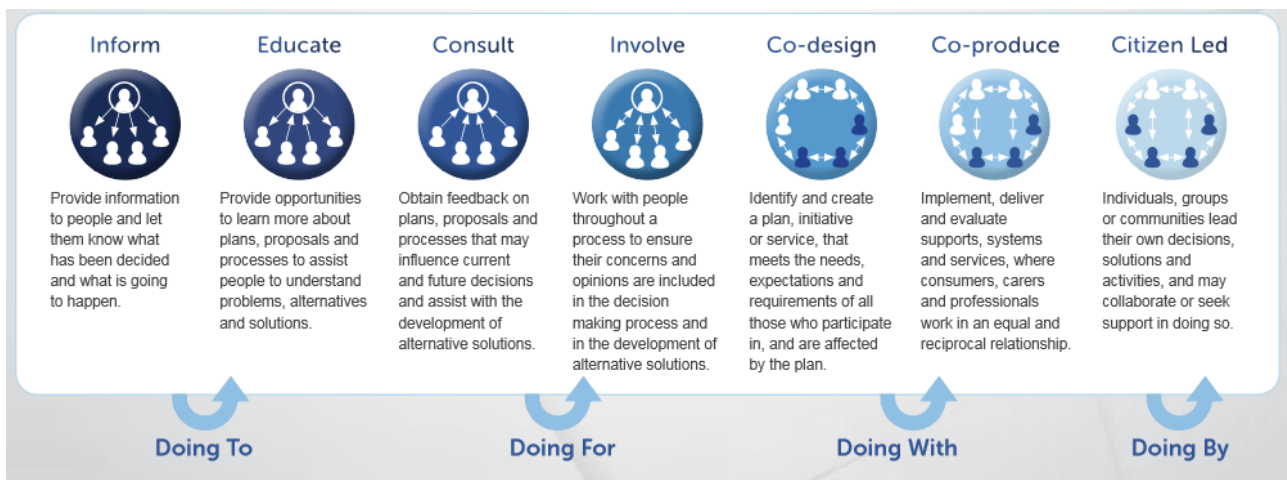 Inform
Provide information
to people and let
them know what
has been decided
and what is going
to happen.
Educate
Provide opportunities
to learn more about
plans, proposals and
processes to assist
people to understand
problems, alternatives
and solutions.
Consult
Obtain feedback on
plans, proposals and
processes that may
influence current
and future decisions
and assist with the
development of
alternative solutions.
Involve
Work with people
throughout a
process to ensure
their concerns and
opinions are included
in the decision
making process and
in the development of
alternative solutions.
Co-design
Identify and create
a plan, initiative
or service, that
meets the needs,
expectations and
requirements of all
those who participate
in, and are affected
by the plan.
Co-produce
Implement, deliver
and evaluate
supports, systems
and services, where
consumers, carers
and professionals
work in an equal and
reciprocal relationship.
Citizen Led
Individuals, groups
or communities lead
their own decisions,
solutions and
activities, and may
collaborate or seek
support in doing so.
Doing To
Doing For
Doing With
Doing By